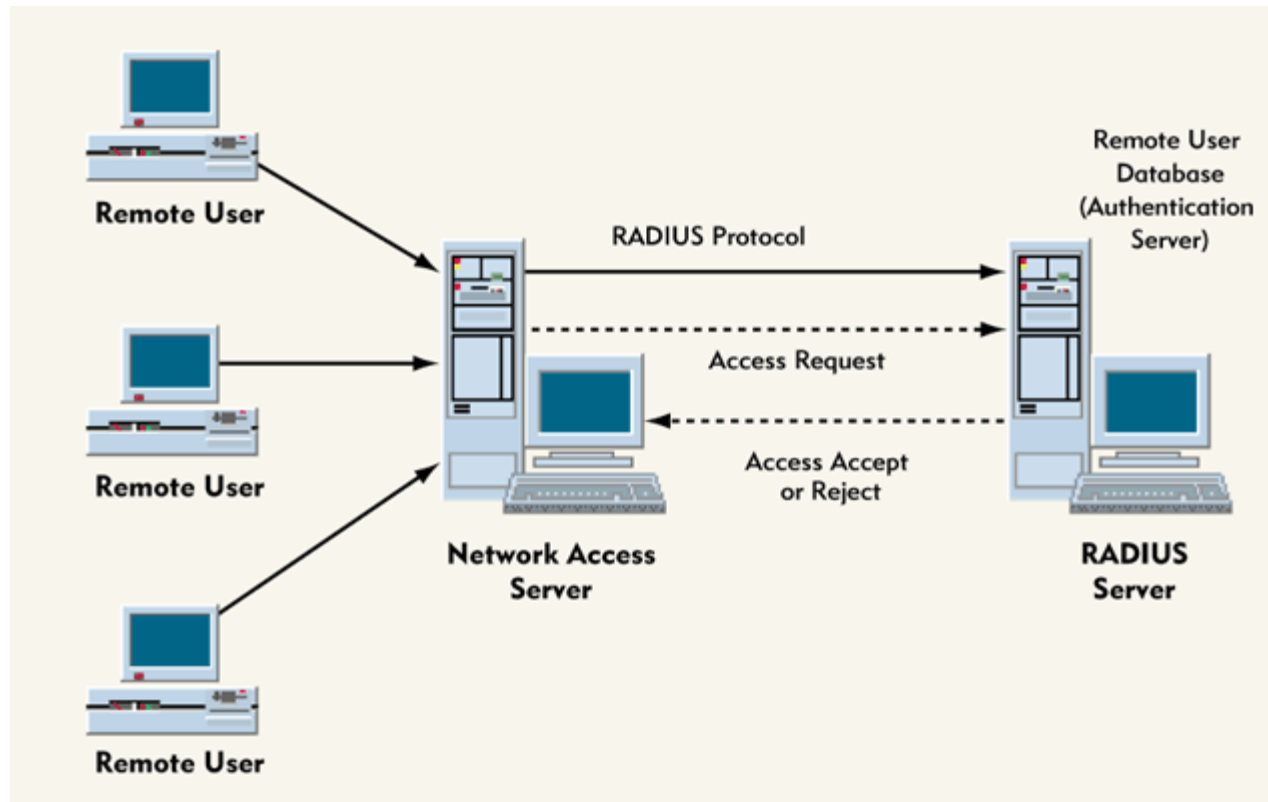 Remote User
Remote User
Remote User
Network Access
Server
RADIUS Protocol
Access Request
Access Accept
or Reject
Remote User
Database
(Authentication
Server)
RADIUS
Server